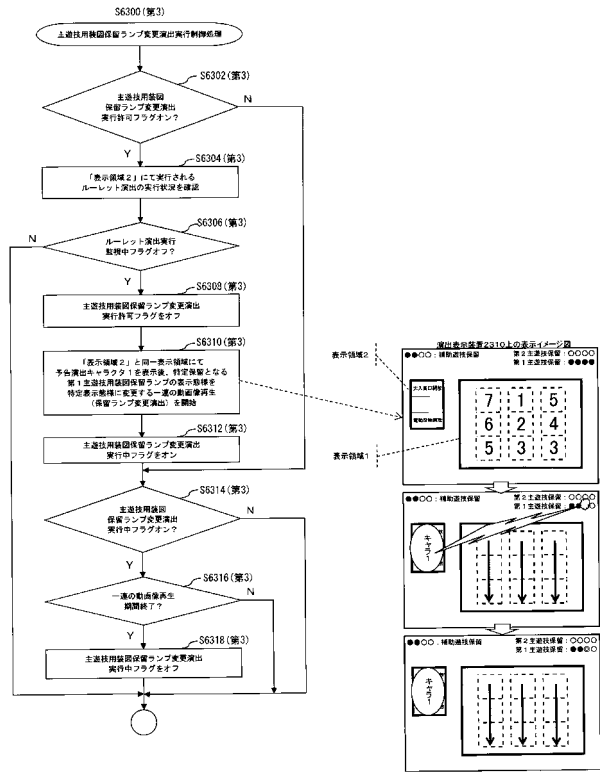 S6300(第3)
主遊技用装図保留ランプ変更演出実行制御処理
S6302(第3)
主遊技用装図
保留ランプ変更演出
実行許可フラグオン?
N
Y
S6304(第3)
「表示領域2」にて実行される
ルーレット演出の実行状況を確認
S6306(第3)
ルーレット演出実行
監視中フラグオフ?
N
Y
S6308(第3)
主遊技用装図保留ランプ変更演出
実行許可フラグをオフ
S6310(第3)
「表示領域2」と同一表示領域にて
予告演出キャラクタ1を表示後、特定保留となる
第1主遊技用装図保留ランプの表示態様を
特定表示態様に変更する一連の動画像再生
(保留ランプ変更演出)を開始
S6312(第3)
主遊技用装図保留ランプ変更演出
実行中フラグをオン
S6314(第3)
主遊技用装図
保留ランプ変更演出
実行中フラグオン?
N
Y
S6316(第3)
一連の動画像再生
期間終了?
N
Y
S6318(第3)
主遊技用装図保留ランプ変更演出
実行中フラグをオフ
演出表示装置2310上の表示イメージ図
●●○○:補助遊技保留
第2主遊技保留:○○○○
第1主遊技保留:●●●●
表示領域2
大入賞口開放
7 1 5
6 2 4
5 3 3
表示領域1
●●○○:補助遊技保留
第2主遊技保留:○○○○
第1主遊技保留:●●
キャラ1
●●○○:補助遊技保留
第2主遊技保留:○○○○
第1主遊技保留:●●○○
キャラ1